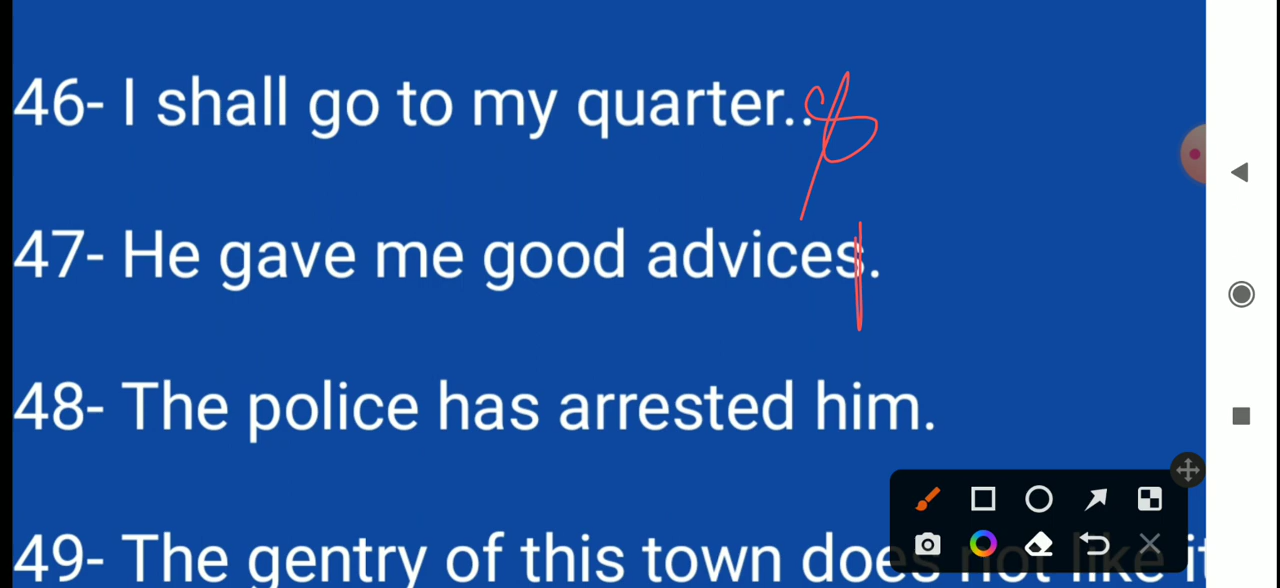 46- I shall go to my quarter..s
47- He gave me good advices.
48- The police has arrested him.
49- The gentry of this town does not like it